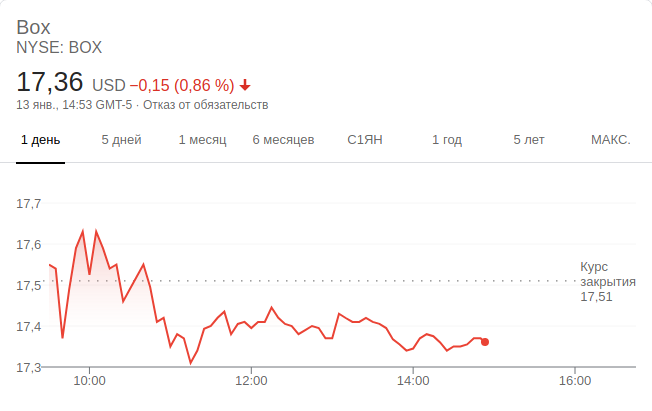 Box
NYSE: BOX
17,36 USD −0,15 (0,86 %)
13 янв., 14:53 GMT-5 · Отказ от обязательств
1 день 5 дней 1 месяц 6 месяцев С1ЯН 1 год 5 лет МАКС.
17,7
17,6
17,5
17,4
17,3
Курс
закрытия
17,51
10:00 12:00 14:00 16:00